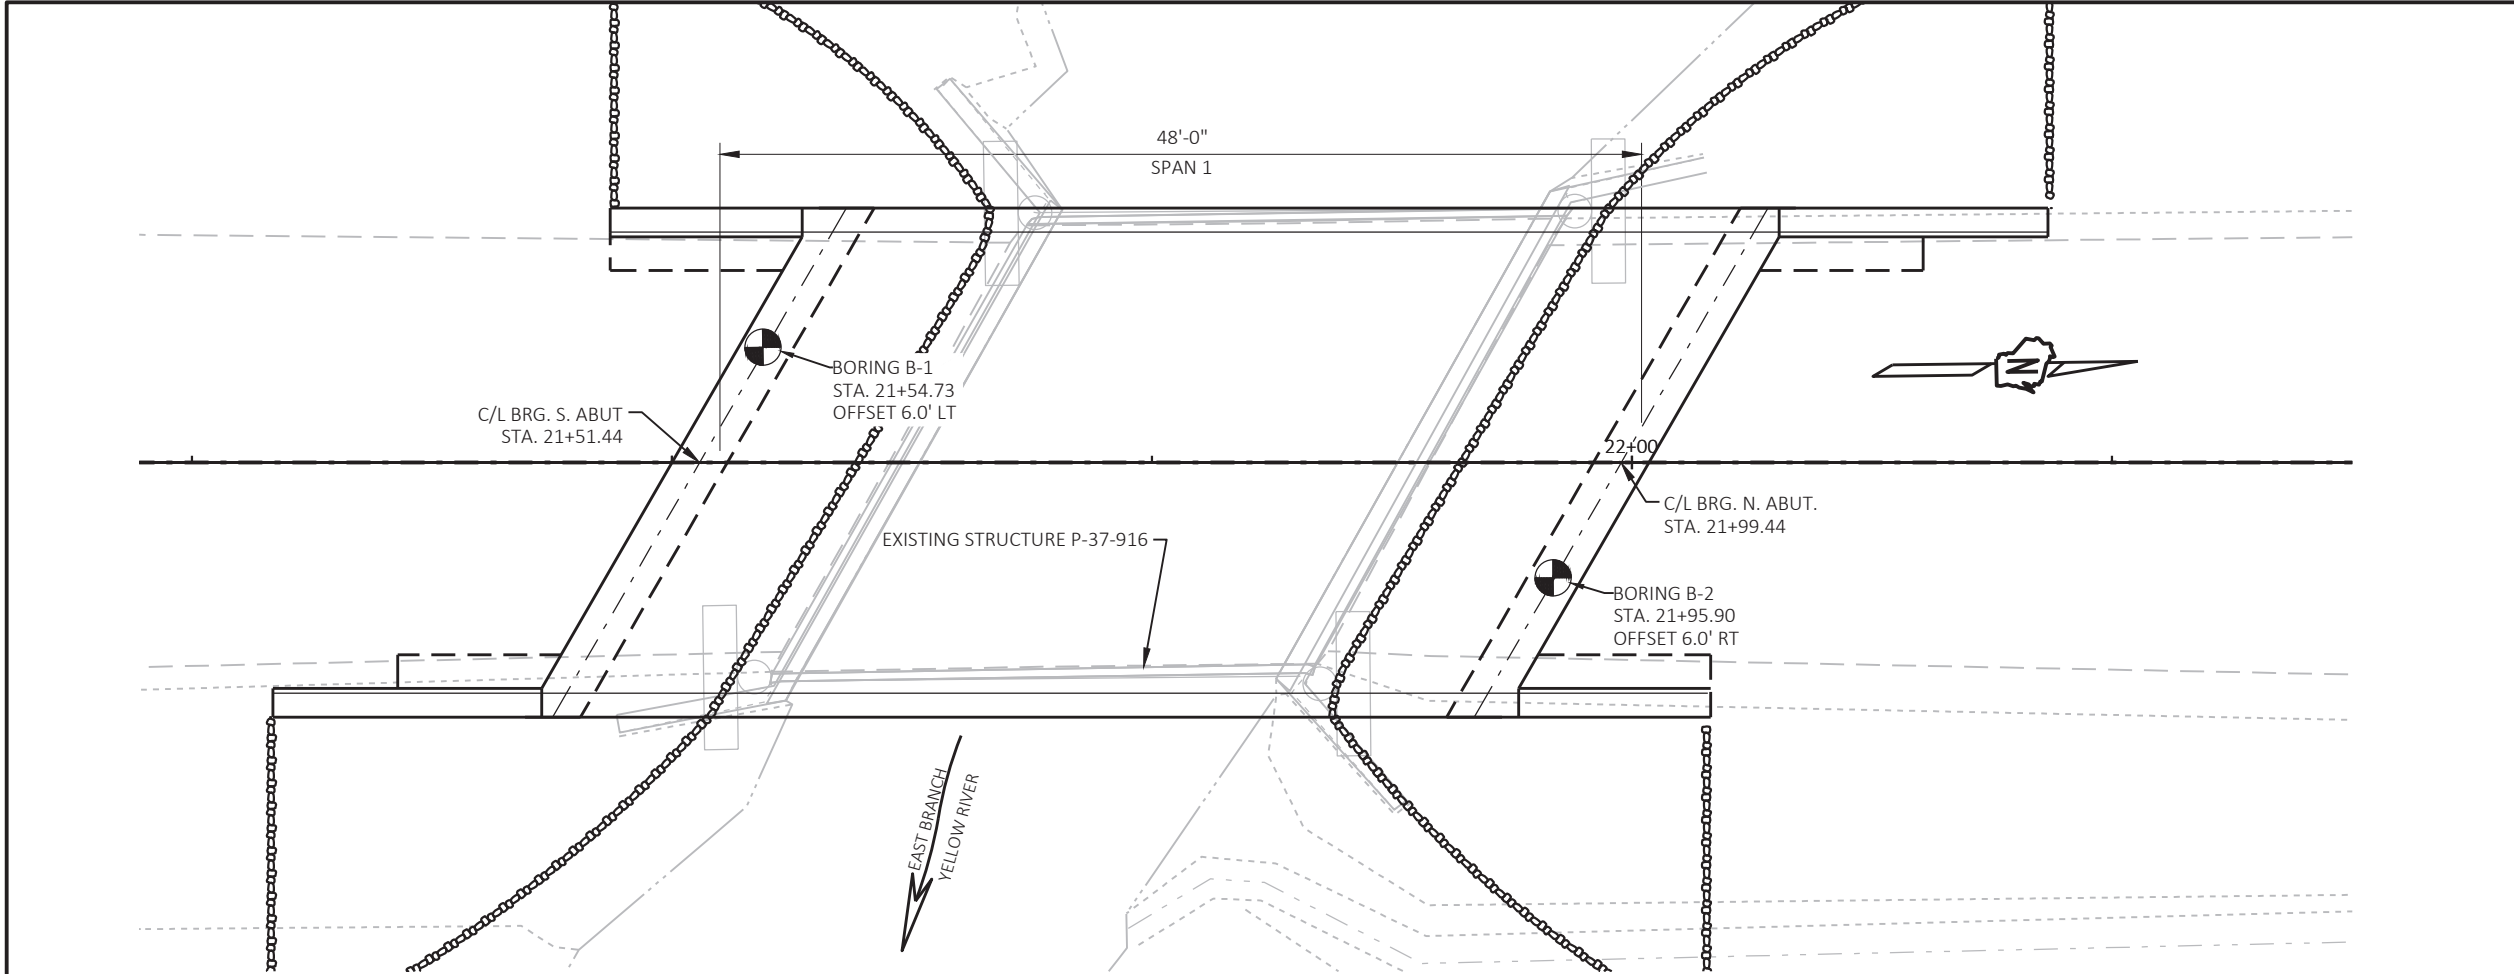 48'-0"
SPAN 1
BORING B-1
STA. 21+54.73
OFFSET 6.0' LT
C/L BRG. S. ABUT
STA. 21+51.44
N
22+00
C/L BRG. N. ABUT.
STA. 21+99.44
EXISTING STRUCTURE P-37-916
BORING B-2
STA. 21+95.90
OFFSET 6.0' RT
EAST BRANCH
YELLOW RIVER